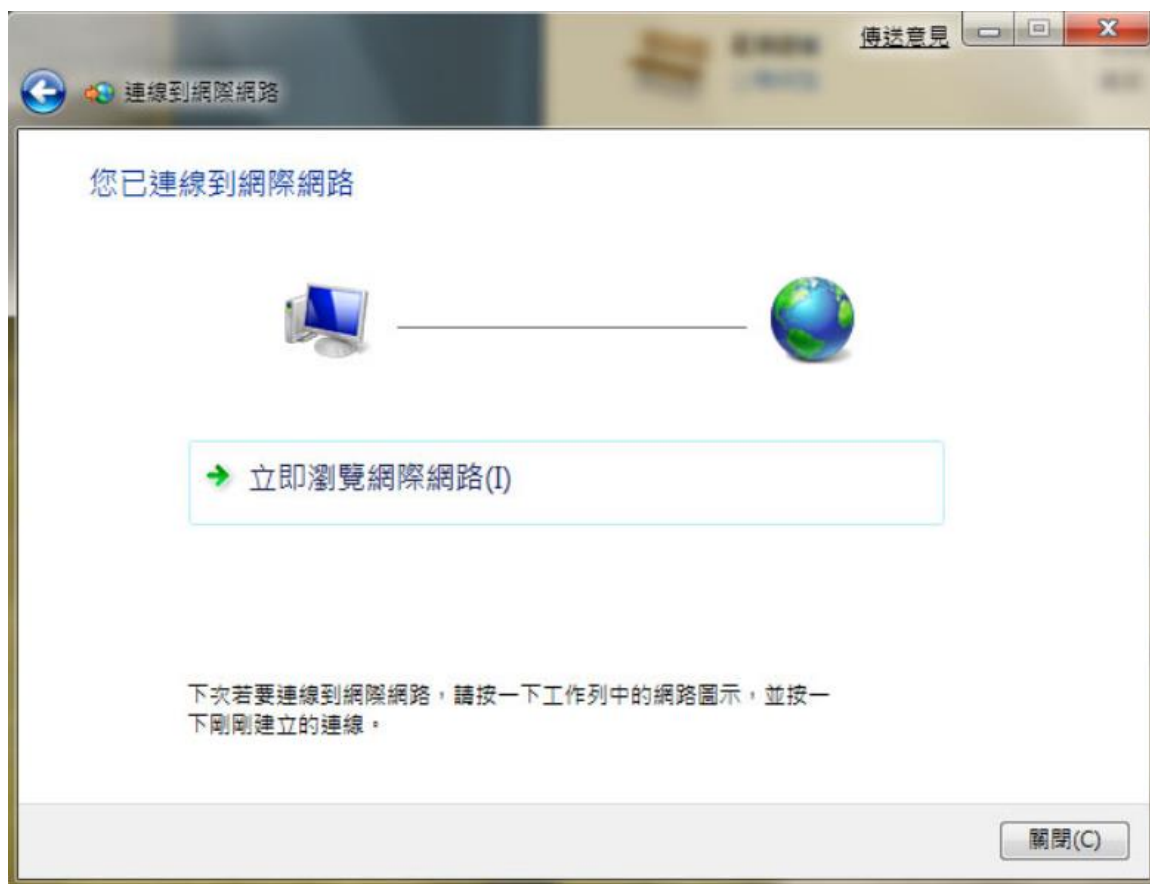 傳送意見
連線到網際網路
您已連線到網際網路
立即瀏覽網際網路(I)
下次若要連線到網際網路，請按一下工作列中的網路圖示，並按一
下剛剛建立的連線。
關閉(C)